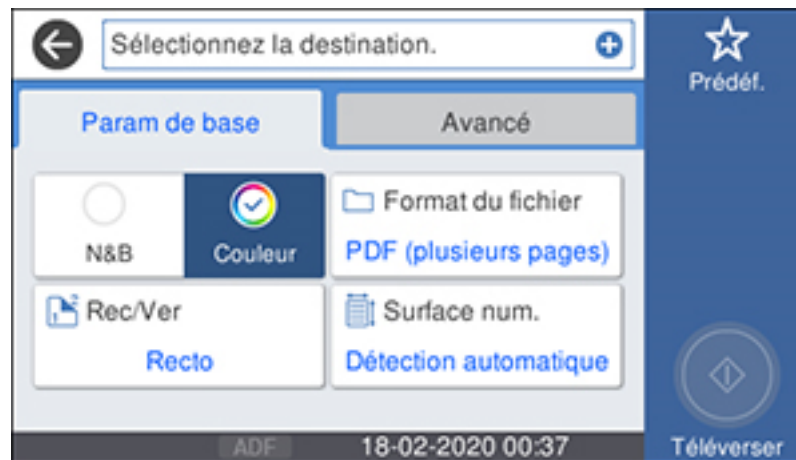 Sélectionnez la destination.
Prédéf.
Param de base
Avancé
N&B
Couleur
Format du fichier
PDF (plusieurs pages)
Rec/Ver
Recto
Surface num.
Détection automatique
ADF
18-02-2020 00:37
Téléverser